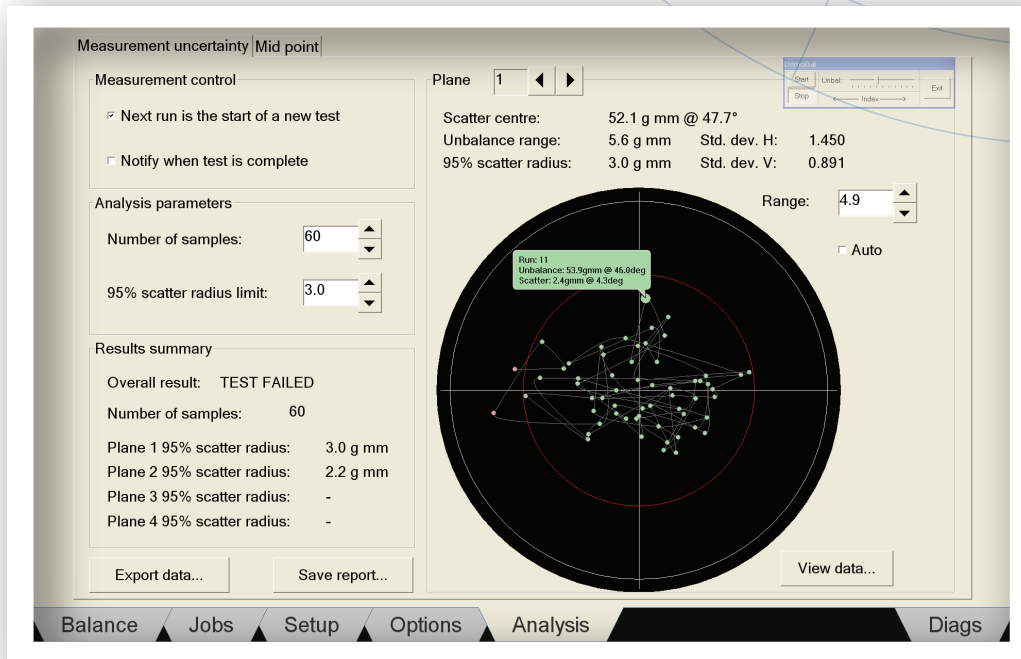 Measurement uncertainty Mid point
Measurement control
Next run is the start of a new test
Notify when test is complete
Analysis parameters
Number of samples: 60
95% scatter radius limit: 3.0
Results summary
Overall result: TEST FAILED
Number of samples: 60
Plane 1 95% scatter radius: 3.0 g mm
Plane 2 95% scatter radius: 2.2 g mm
Plane 3 95% scatter radius: -
Plane 4 95% scatter radius: -
Export data... Save report...
Plane 1
DemoBal
Start Unbal: Exit
Stop Index
Scatter centre: 52.1 g mm @ 47.7°
Unbalance range: 5.6 g mm Std. dev. H: 1.450
95% scatter radius: 3.0 g mm Std. dev. V: 0.891
Range: 4.9
Auto
Run: 11
Unbalance: 53.9gmm @ 46.0deg
Scatter: 2.4gmm @ 4.3deg
View data...
Balance Jobs Setup Options Analysis Diags